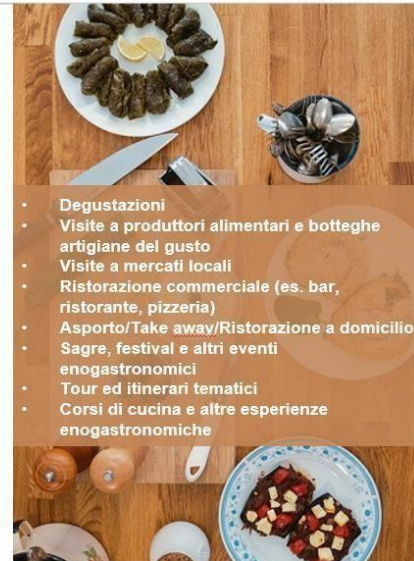 • Degustazioni
• Visite a produttori alimentari e botteghe
artigiane del gusto
• Visite a mercati locali
• Ristorazione commerciale (es. bar,
ristorante, pizzeria)
• Asporto/Take away/Ristorazione a domicilio
• Sagre, festival e altri eventi
enogastronomici
• Tour ed itinerari tematici
• Corsi di cucina e altre esperienze
enogastronomiche